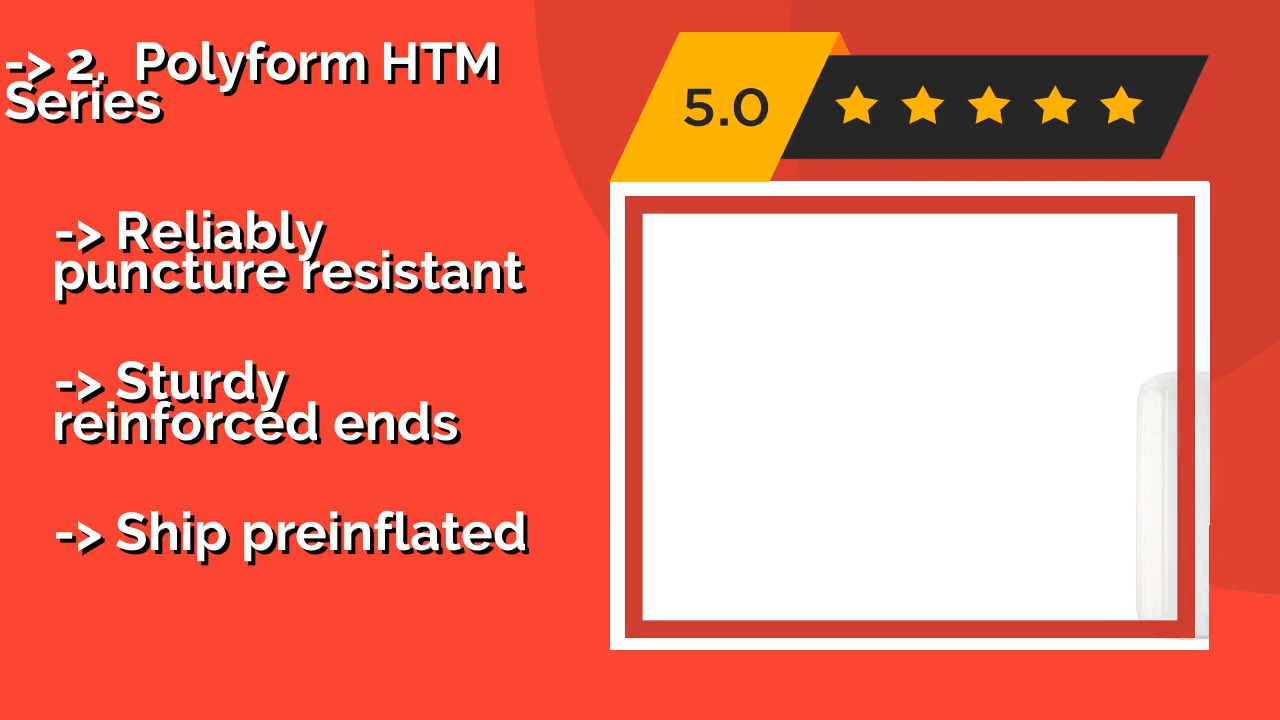 -> 2.  Polyform HTM
Series
5.0
-> Reliably
puncture resistant
-> Sturdy
reinforced ends
-> Ship preinflated